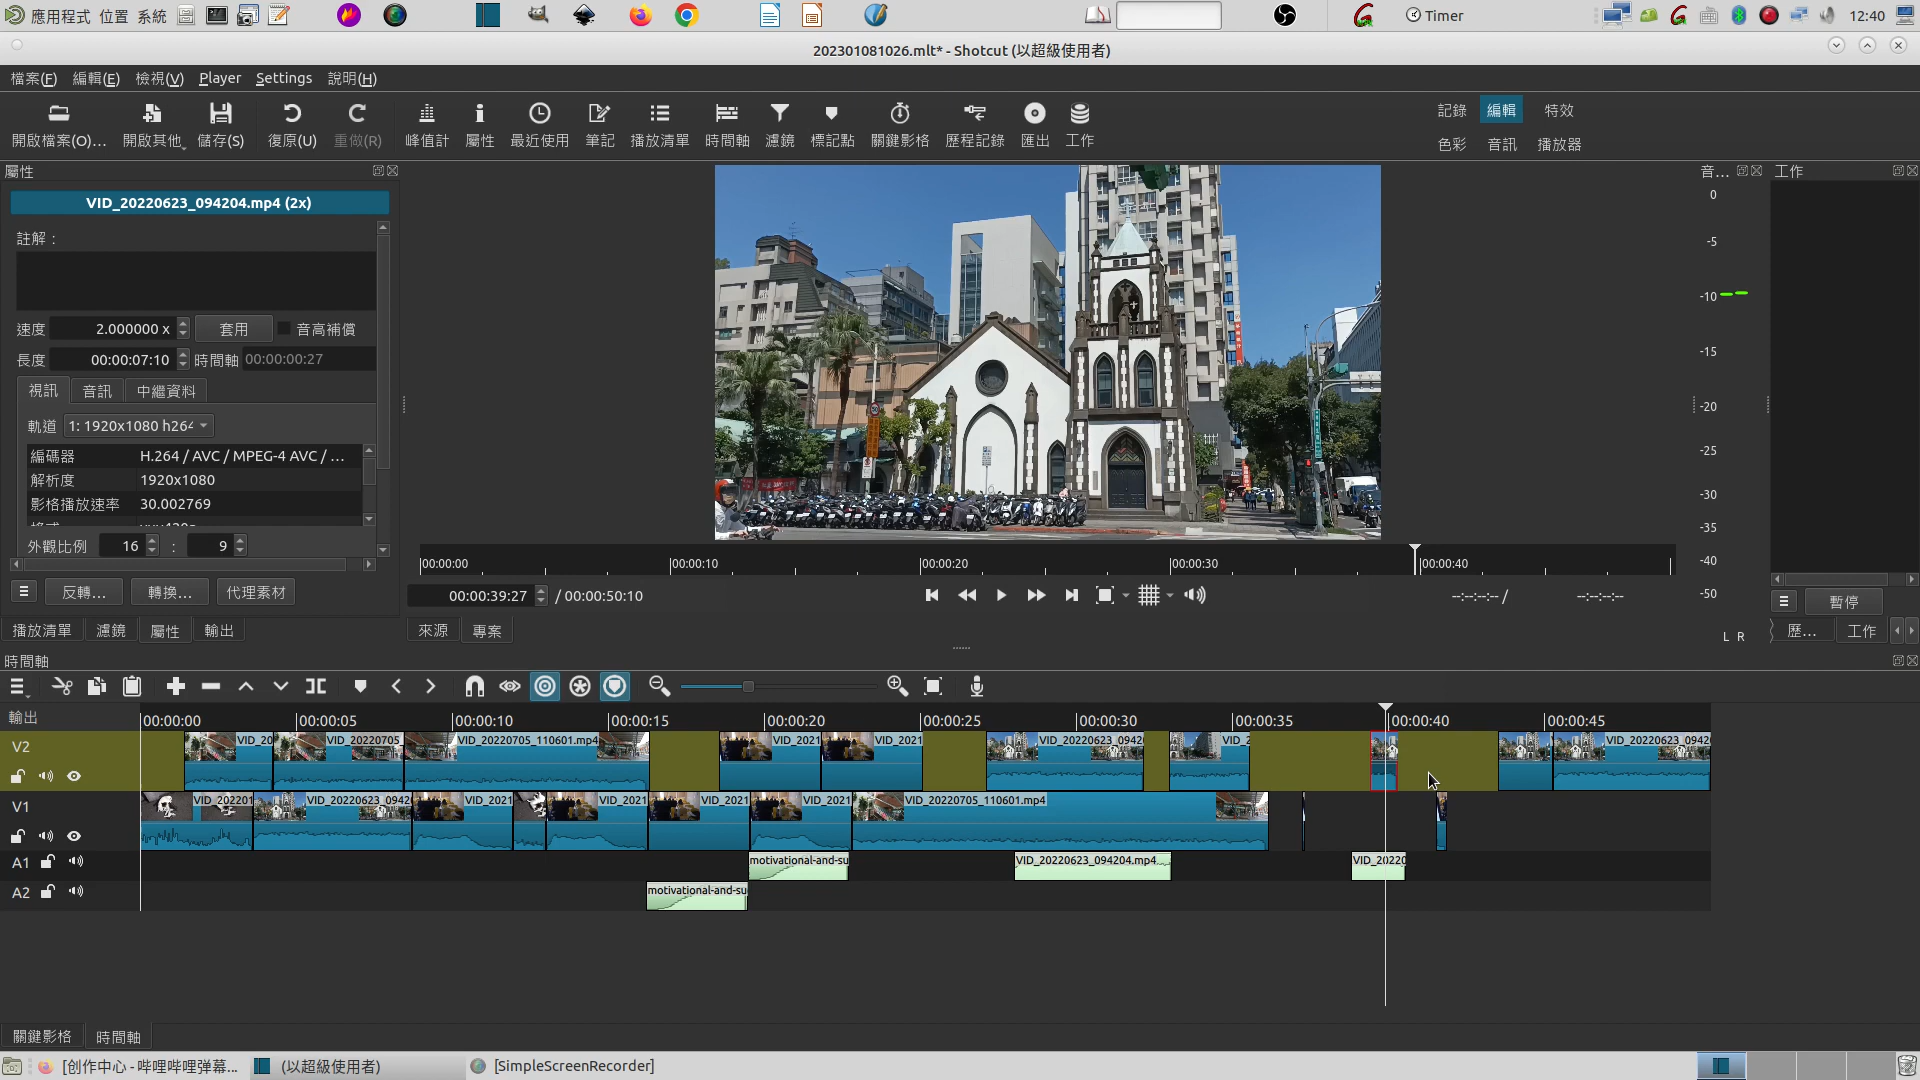 應用程式 位置 系統
Timer
12:40
202301081026.mlt* - Shotcut (以超級使用者)
檔案(F) 編輯(E) 檢視(V) Player Settings 說明(H)
開啟檔案(O)... 開啟其他 儲存(S) 復原(U) 重做(R) 峰值計 屬性 最近使用 筆記 播放清單 時間軸 濾鏡 標記點 關鍵影格 歷程記錄 匯出 工作
記錄 編輯 特效
色彩 音訊 播放器
屬性
音... 工作
VID_20220623_094204.mp4 (2x)
註解：
速度 2.000000 x 套用 音高補償
長度 00:00:07:10 時間軸 00:00:00:27
視訊 音訊 中繼資料
軌道 1: 1920x1080 h264
編碼器 H.264 / AVC / MPEG-4 AVC / ...
解析度 1920x1080
影格播放速率 30.002769
外觀比例 16 : 9
反轉... 轉換... 代理素材
播放清單 濾鏡 屬性 輸出
00:00:00 00:00:10 00:00:20 00:00:30 00:00:40
00:00:39:27 / 00:00:50:10
--:--:--:-- / --:--:--:--
來源 專案
0
-5
-10
-15
-20
-25
-30
-35
-40
-50
L R
暫停
歷... 工作
時間軸
輸出
00:00:00 00:00:05 00:00:10 00:00:15 00:00:20 00:00:25 00:00:30 00:00:35 00:00:40 00:00:45
V2
VID_20 VID_20220705 VID_20220705_110601.mp4 VID_2021 VID_2021 VID_20220623_0942 VID_2 VID_20220623_0942
V1
VID_202201 VID_20220623_0942 VID_2021 VID_2021 VID_2021 VID_2021 VID_20220705_110601.mp4
A1
motivational-and-su VID_20220623_094204.mp4 VID_20220
A2
motivational-and-su
關鍵影格 時間軸
[创作中心 - 哔哩哔哩弹幕... (以超級使用者) [SimpleScreenRecorder]